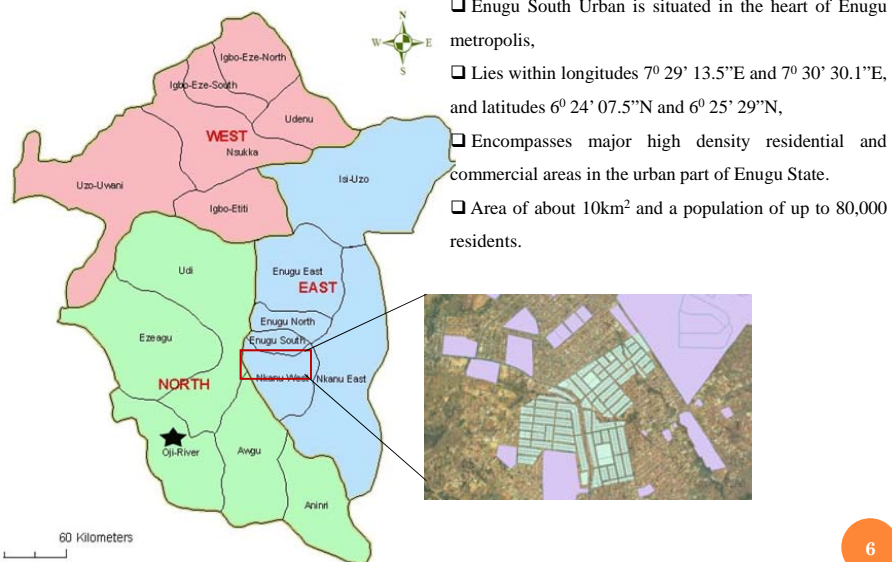 ❑ Enugu South Urban is situated in the heart of Enugu
metropolis,
❑ Lies within longitudes 7⁰ 29’ 13.5”E and 7⁰ 30’ 30.1”E,
and latitudes 6⁰ 24’ 07.5”N and 6⁰ 25’ 29”N,
❑ Encompasses major high density residential and
commercial areas in the urban part of Enugu State.
❑ Area of about 10km² and a population of up to 80,000
residents.
N
W E
S
Igbo-Eze-North
Igbo-Eze-South
Udenu
WEST
Nsukka
Uzo-Uwani
Isi-Uzo
Igbo-Etiti
Udi
Enugu East
EAST
Enugu North
Ezeagu
Enugu South
NORTH
Nkanu West
Nkanu East
Oji-River
Awgu
Aninri
60 Kilometers
6